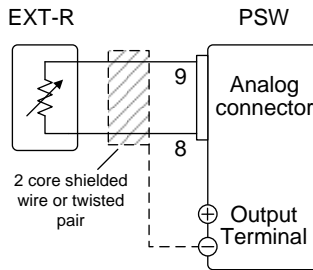 EXT-R
PSW
9
Analog
connector
8
2 core shielded
wire or twisted
pair
+
Output
Terminal
-